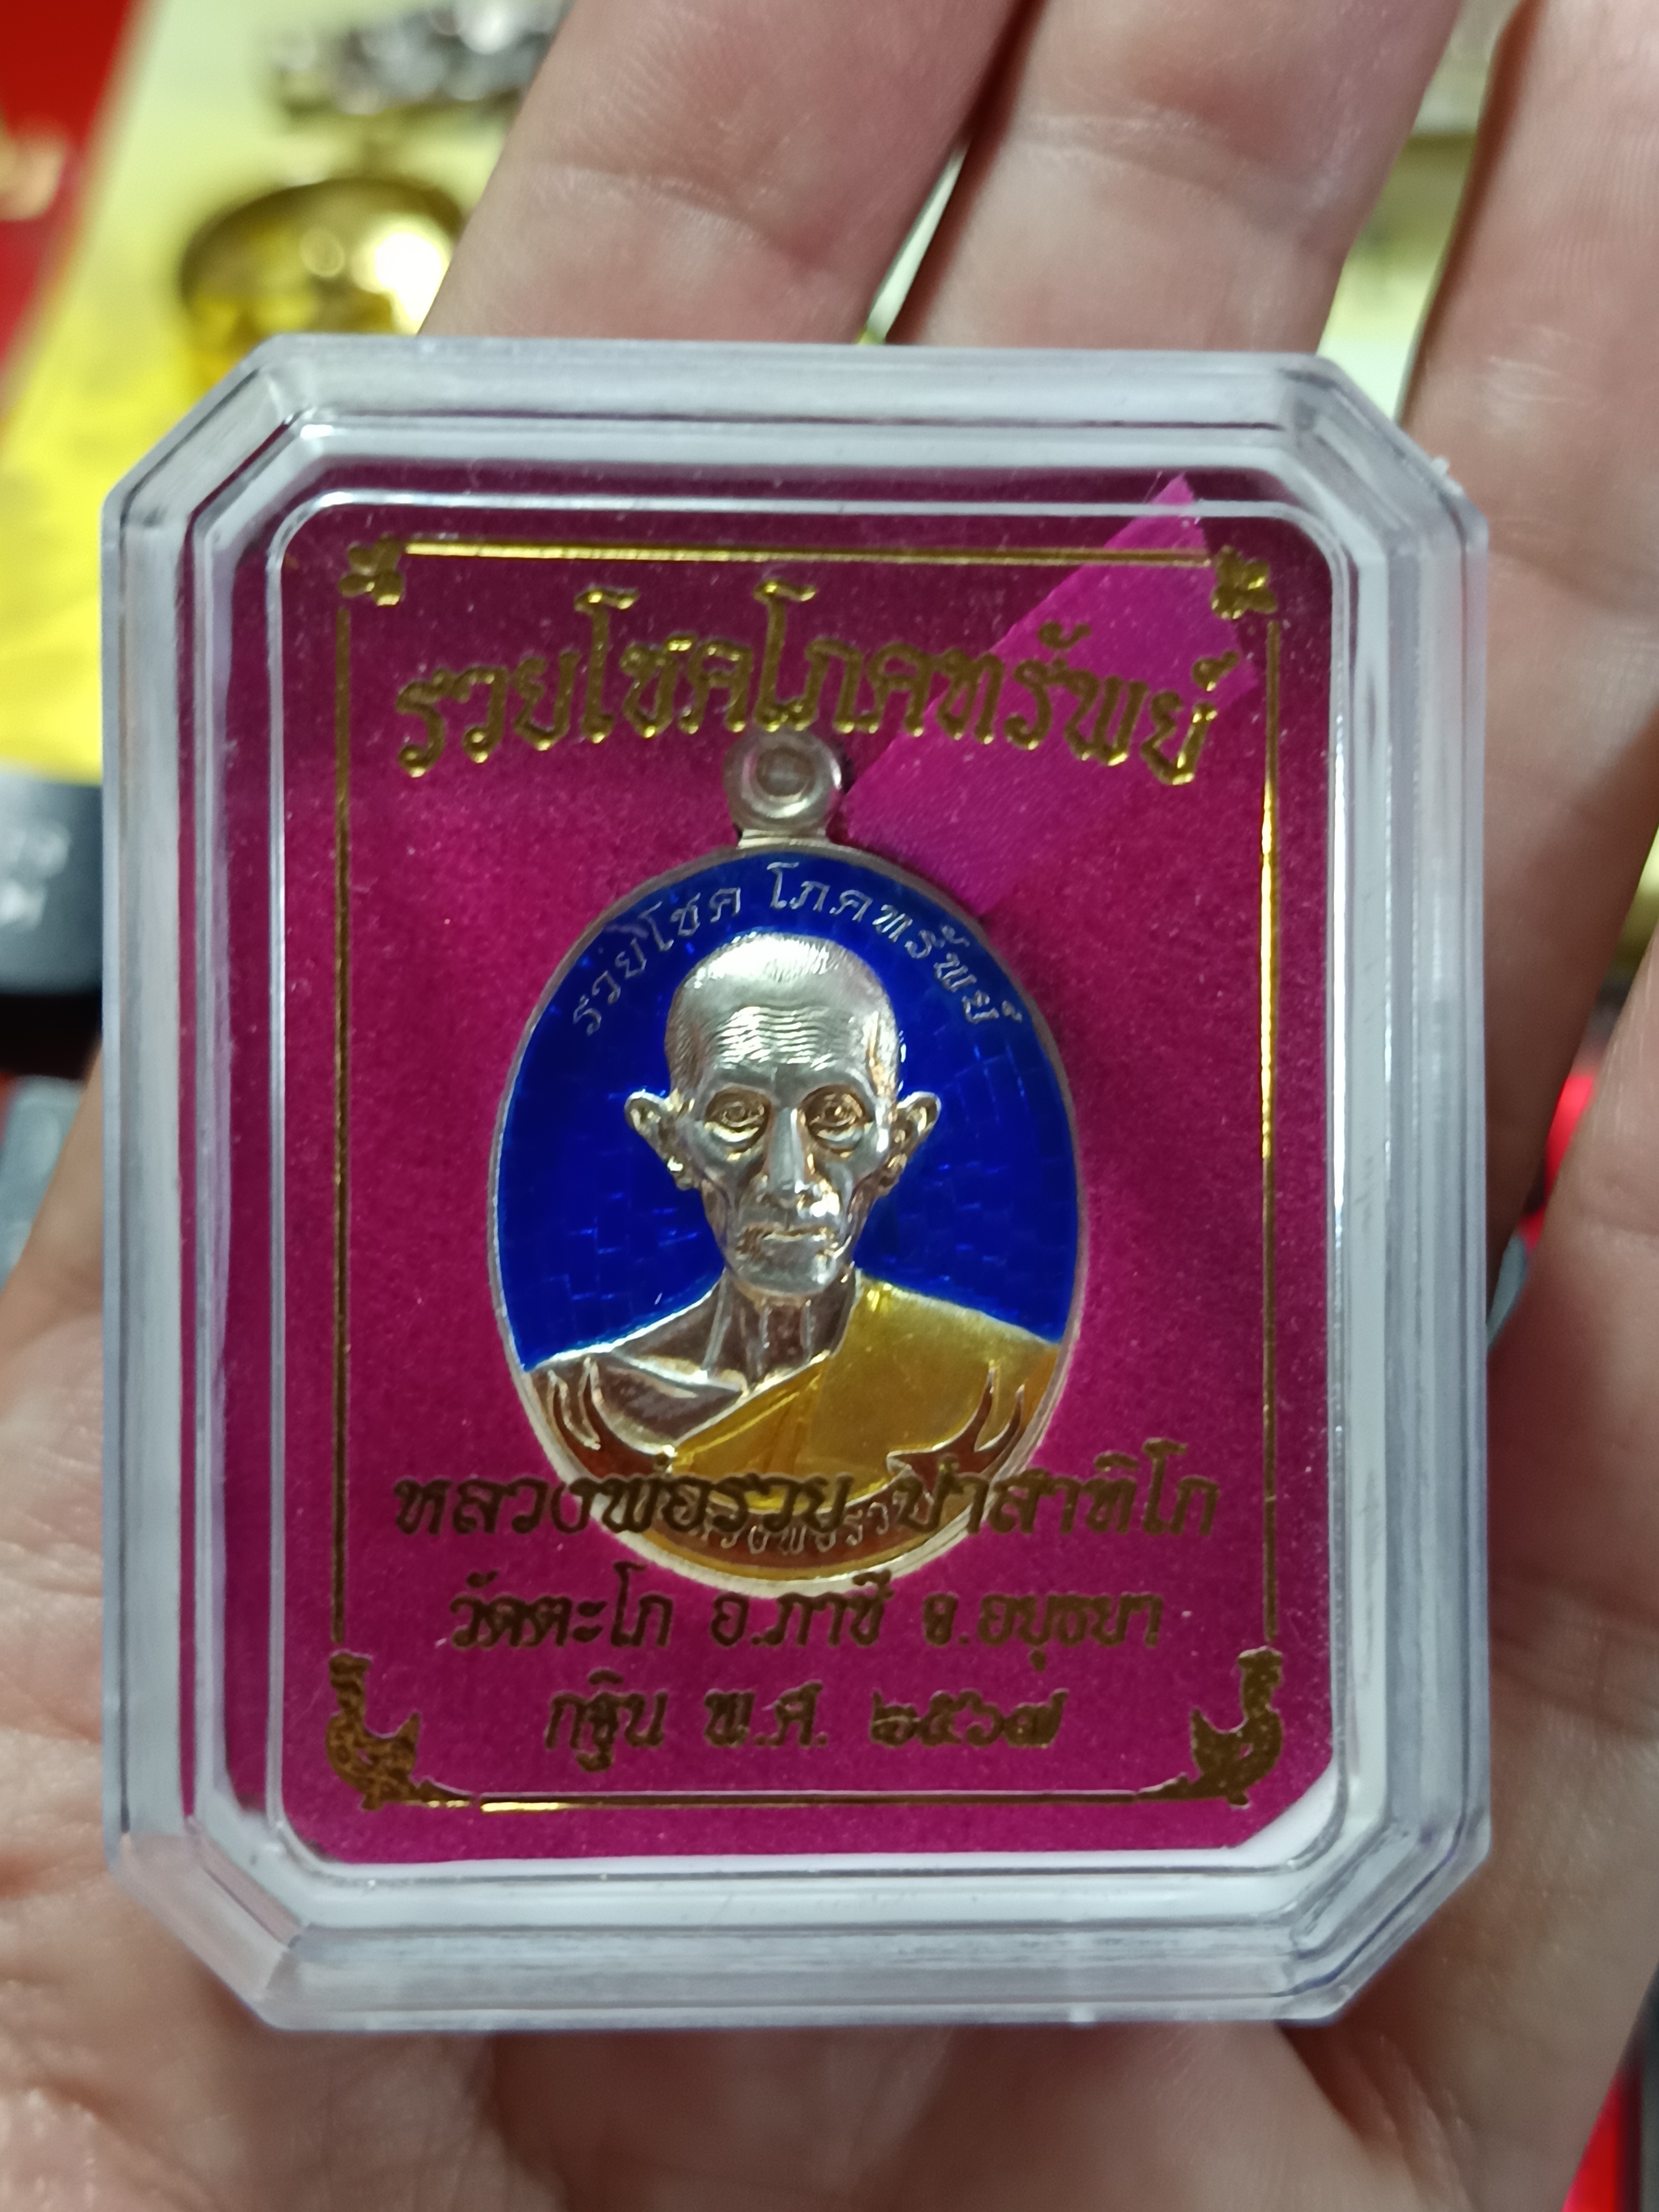 รวยโชคโภคทรัพย์
รวยโชค โภคทรัพย์
หลวงพ่อรวย ปาสาทิโก
วัดตะโก อ.ภาชี จ.อยุธยา
กฐิน พ.ศ. ๒๕๖๗